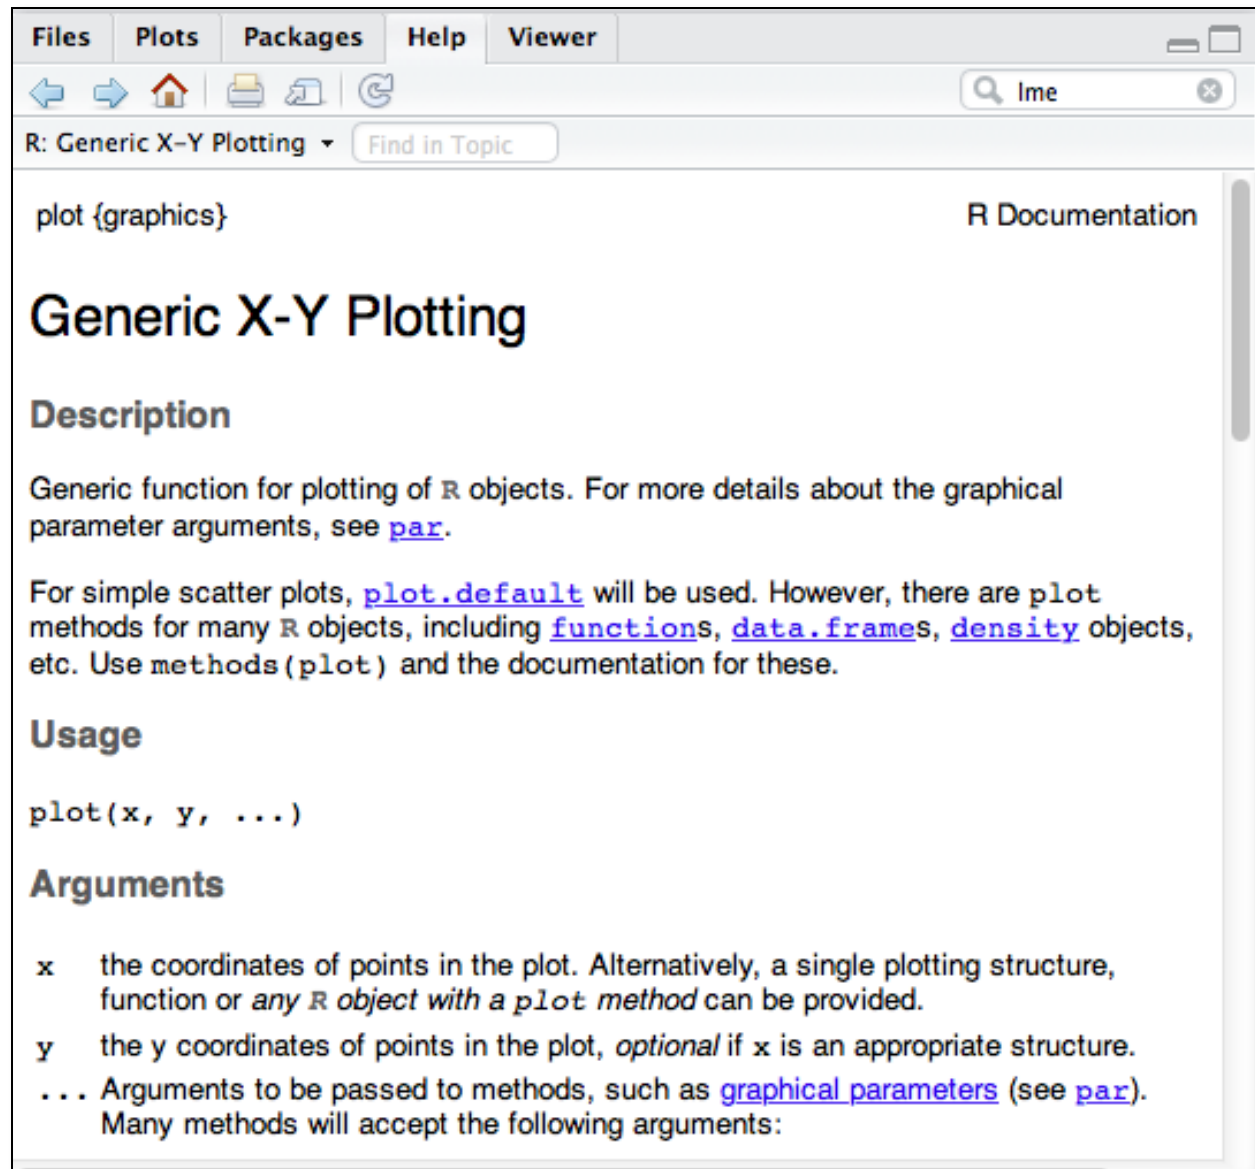 Files Plots Packages Help Viewer
lme
R: Generic X-Y Plotting Find in Topic
plot {graphics} R Documentation
Generic X-Y Plotting
Description
Generic function for plotting of R objects. For more details about the graphical
parameter arguments, see par.
For simple scatter plots, plot.default will be used. However, there are plot
methods for many R objects, including functions, data.frames, density objects,
etc. Use methods(plot) and the documentation for these.
Usage
plot(x, y, ...)
Arguments
x the coordinates of points in the plot. Alternatively, a single plotting structure,
function or any R object with a plot method can be provided.
y the y coordinates of points in the plot, optional if x is an appropriate structure.
... Arguments to be passed to methods, such as graphical parameters (see par).
Many methods will accept the following arguments: